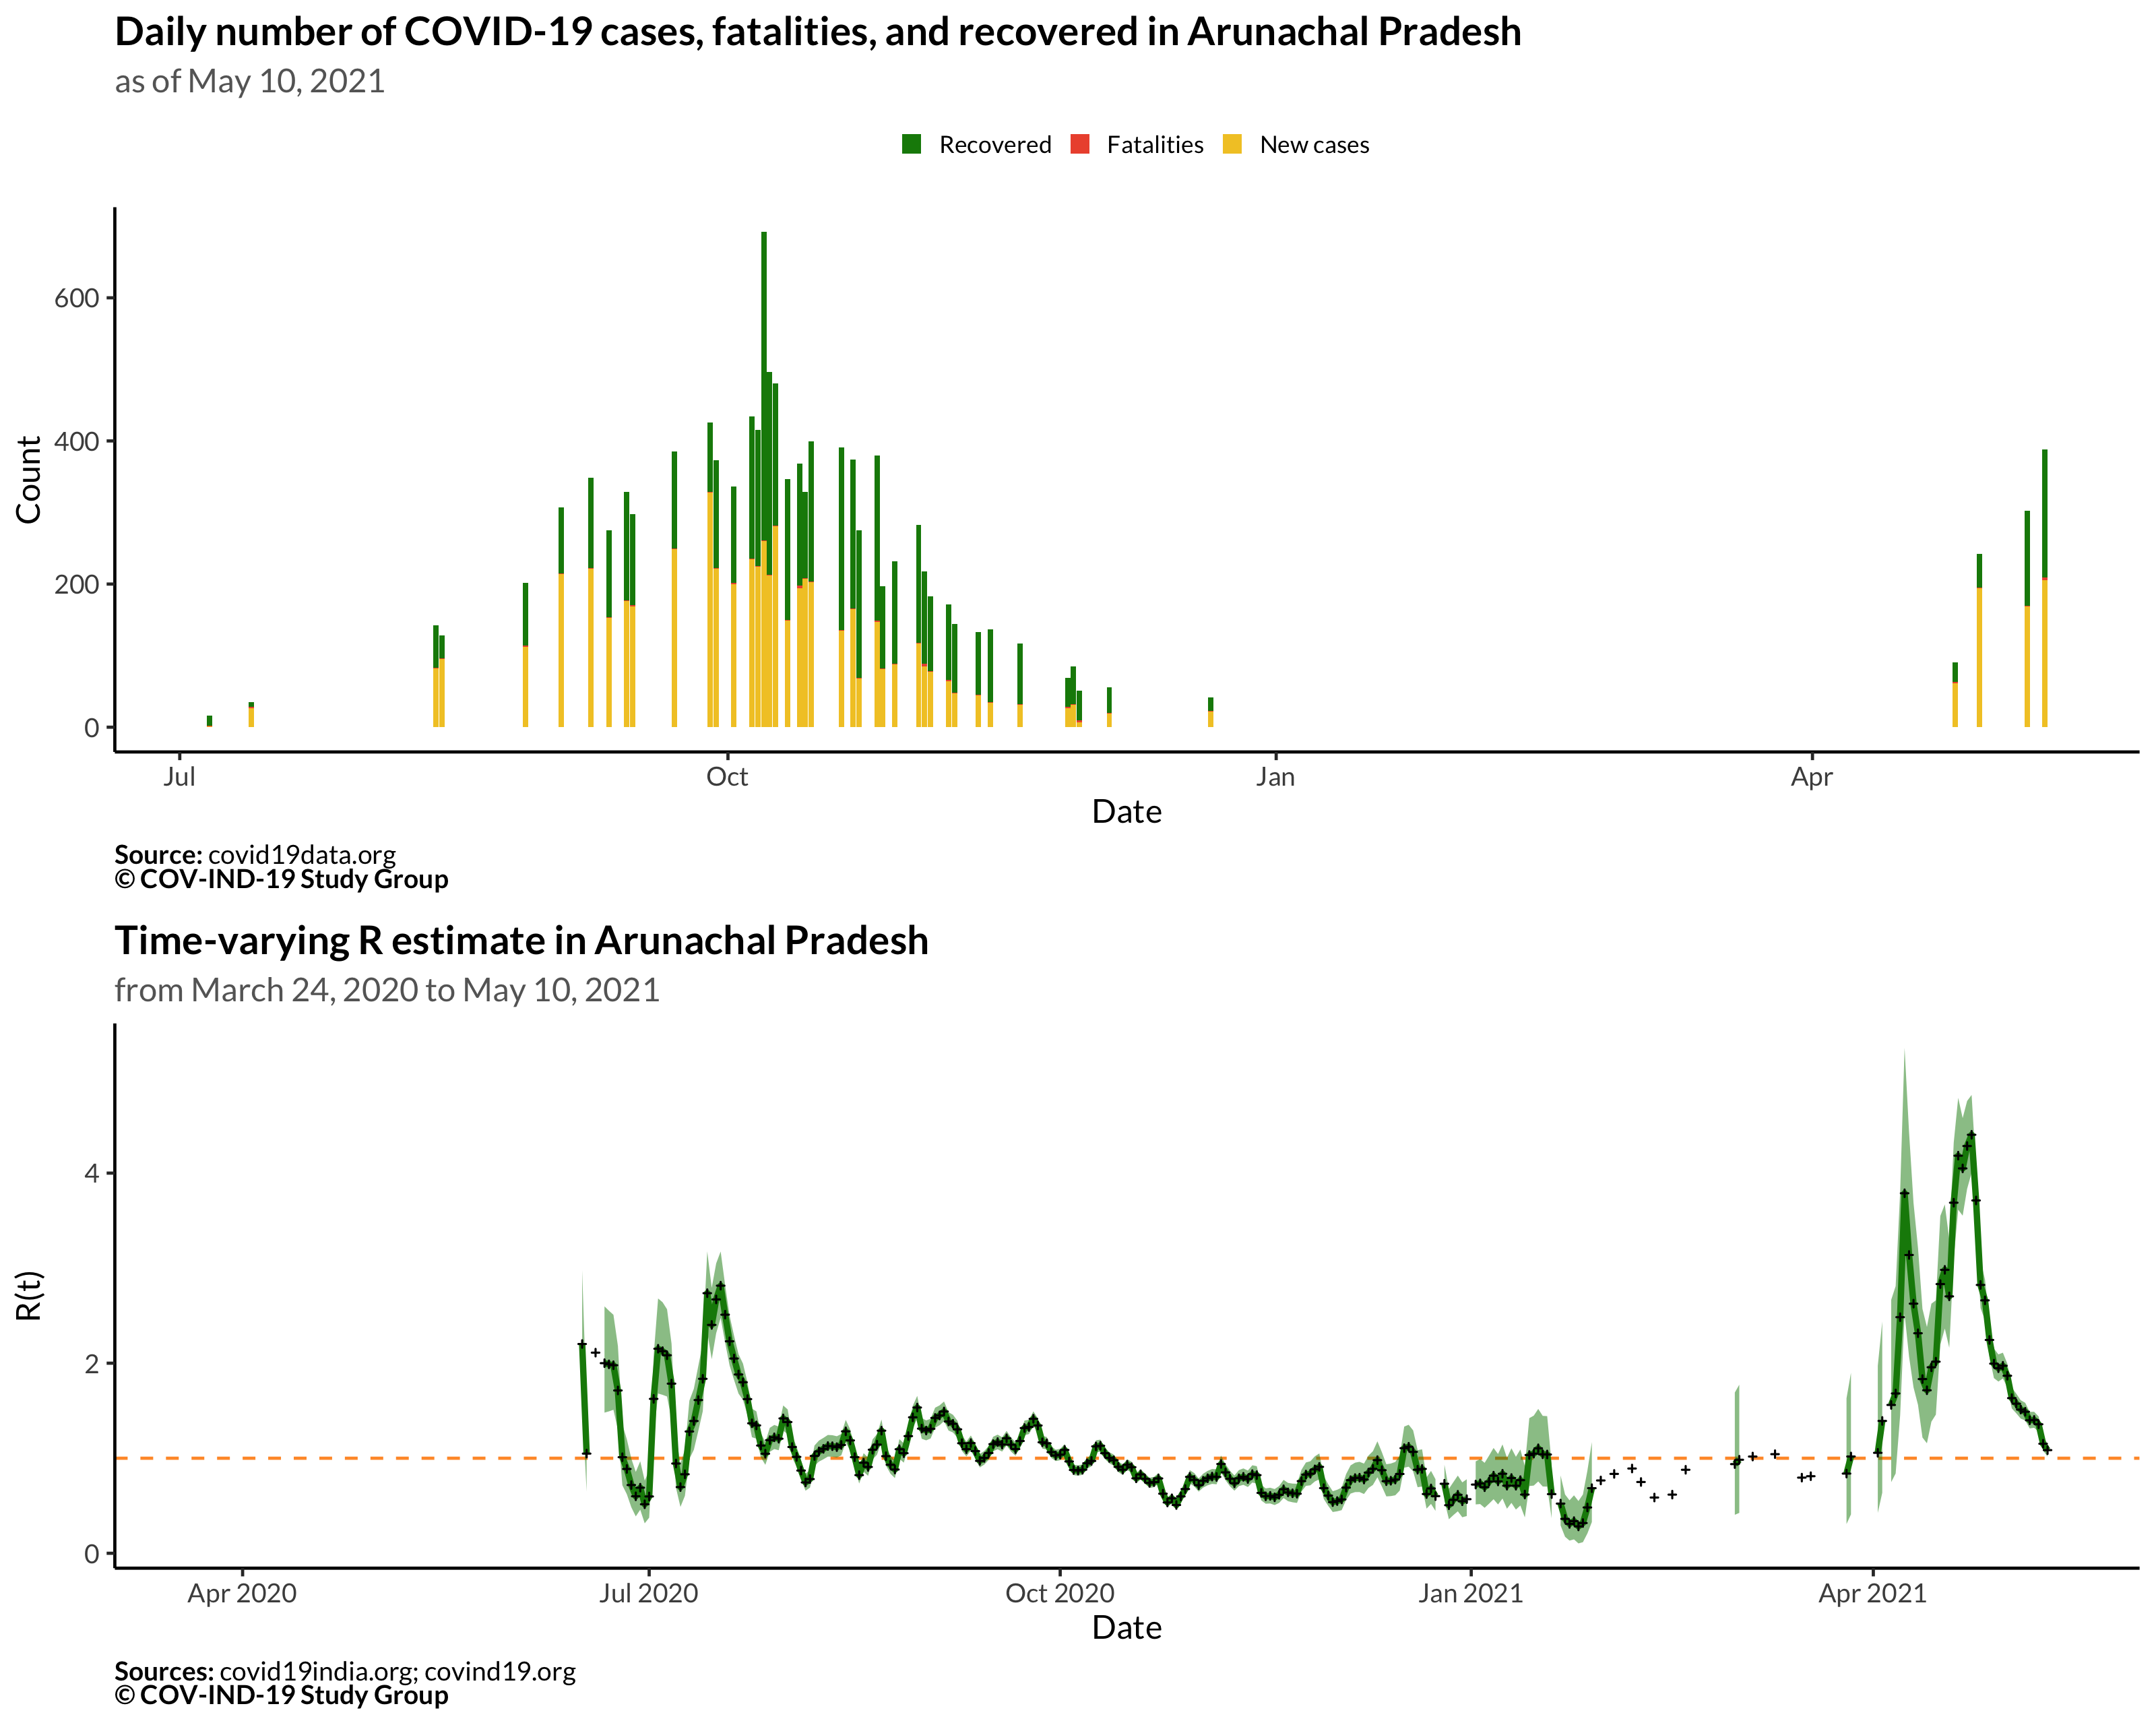 Daily number of COVID-19 cases, fatalities, and recovered in Arunachal Pradesh
as of May 10, 2021
Recovered Fatalities New cases
Count
600
400
200
0
Jul Oct Jan Apr
Date
Source: covid19data.org
© COV-IND-19 Study Group
Time-varying R estimate in Arunachal Pradesh
from March 24, 2020 to May 10, 2021
R(t)
4
2
0
Apr 2020 Jul 2020 Oct 2020 Jan 2021 Apr 2021
Date
Sources: covid19india.org; covind19.org
© COV-IND-19 Study Group